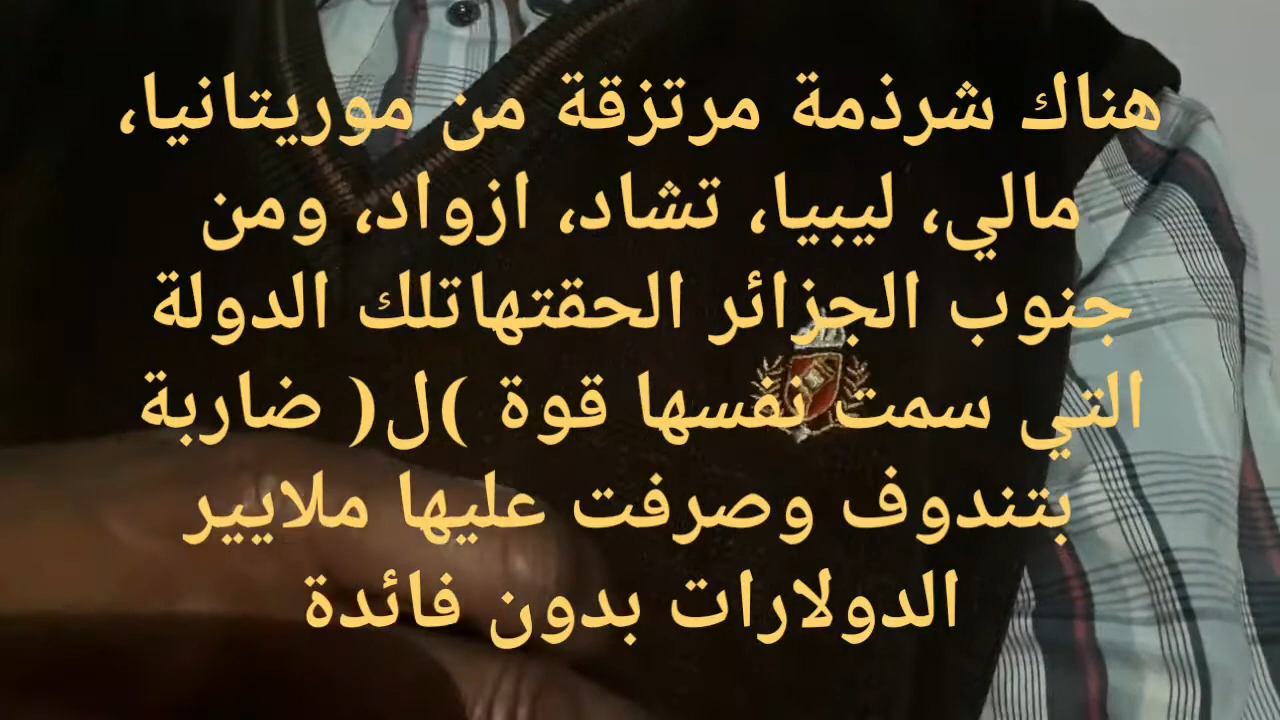 هناك شرذمة مرتزقة من موريتانيا،
مالي، ليبيا، تشاد، ازواد، ومن
جنوب الجزائر الحقتهاتلك الدولة
التي سمت نفسها قوة )ل( ضاربة
بتندوف وصرفت عليها ملايير
الدولارات بدون فائدة